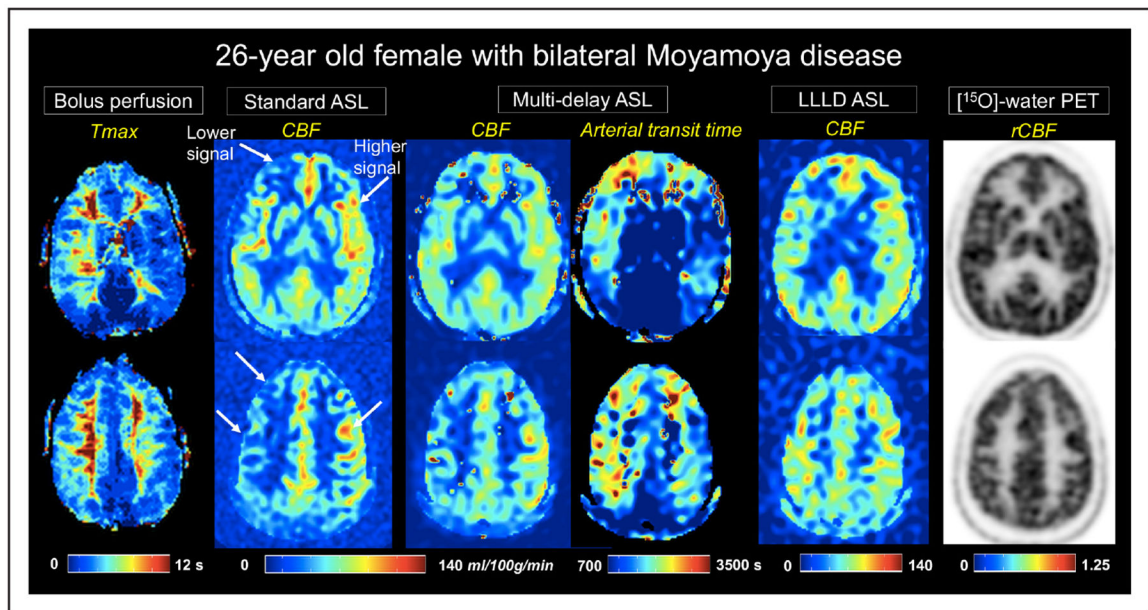 26-year old female with bilateral Moyamoya disease
Bolus perfusion
Standard ASL
Multi-delay ASL
LLLD ASL
[¹⁵O]-water PET
Tmax
CBF
CBF
Arterial transit time
CBF
rCBF
Lower signal
Higher signal
0 12 s
0 140 ml/100g/min
700 3500 s
0 140
0 1.25